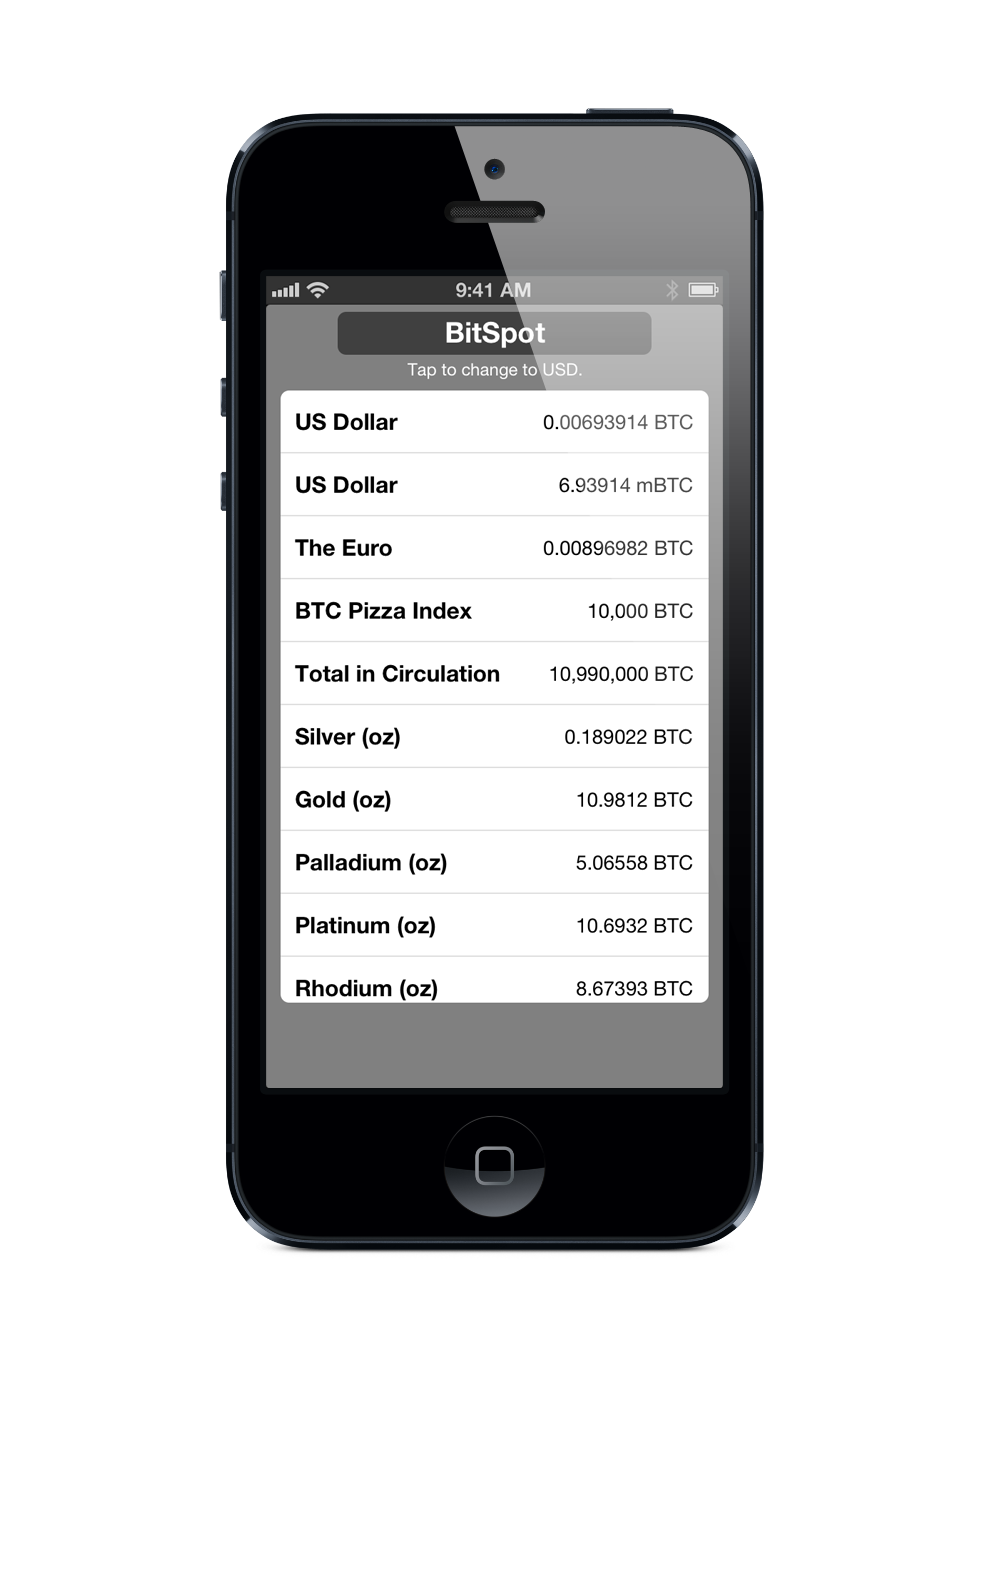 9:41 AM
BitSpot
Tap to change to USD.
US Dollar 0.00693914 BTC
US Dollar 6.93914 mBTC
The Euro 0.00896982 BTC
BTC Pizza Index 10,000 BTC
Total in Circulation 10,990,000 BTC
Silver (oz) 0.189022 BTC
Gold (oz) 10.9812 BTC
Palladium (oz) 5.06558 BTC
Platinum (oz) 10.6932 BTC
Rhodium (oz) 8.67393 BTC